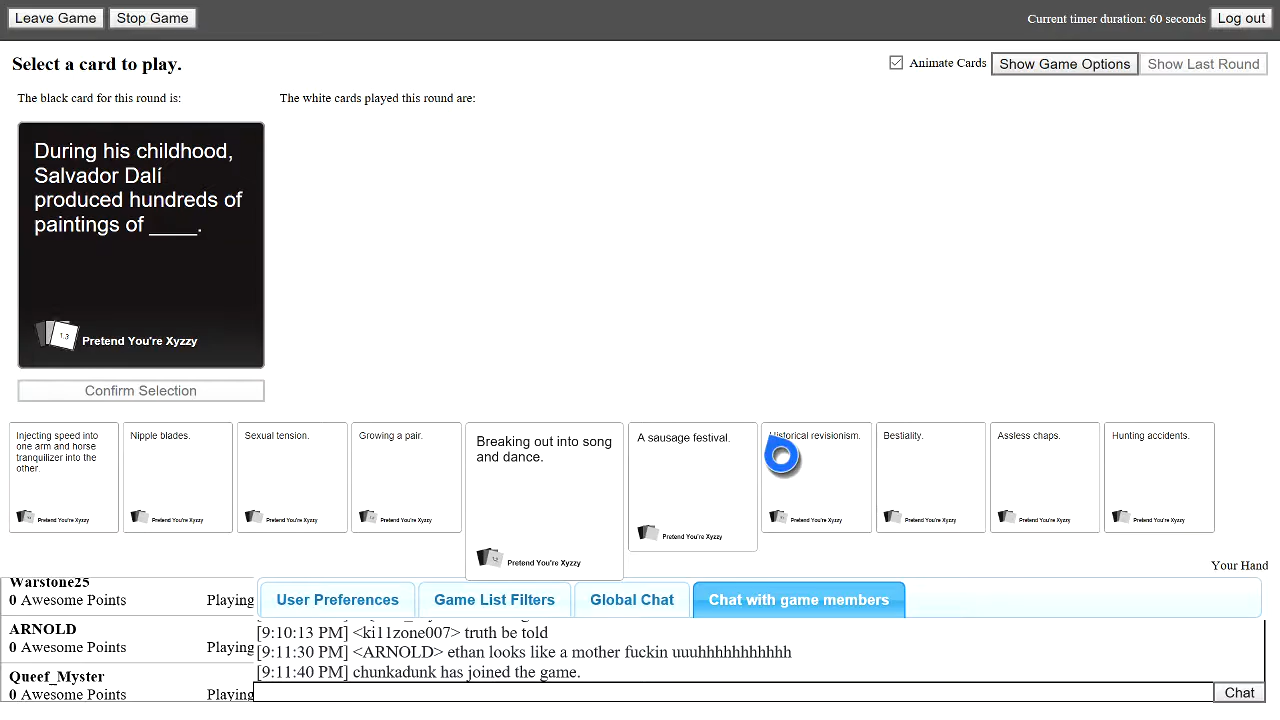 Leave Game
Stop Game
Current timer duration: 60 seconds
Log out
Select a card to play.
Animate Cards
Show Game Options
Show Last Round
The black card for this round is:
The white cards played this round are:
During his childhood,
Salvador Dalí
produced hundreds of
paintings of ____.
1.3
Pretend You're Xyzzy
Confirm Selection
Injecting speed into
one arm and horse
tranquilizer into the
other.
Pretend You're Xyzzy
Nipple blades.
Pretend You're Xyzzy
Sexual tension.
Pretend You're Xyzzy
Growing a pair.
Pretend You're Xyzzy
Breaking out into song
and dance.
1.2
Pretend You're Xyzzy
A sausage festival.
Pretend You're Xyzzy
Historical revisionism.
Pretend You're Xyzzy
Bestiality.
Pretend You're Xyzzy
Assless chaps.
Pretend You're Xyzzy
Hunting accidents.
Pretend You're Xyzzy
Your Hand
Warstone25
0 Awesome Points
Playing
ARNOLD
0 Awesome Points
Playing
Queef_Myster
0 Awesome Points
Playing
User Preferences
Game List Filters
Global Chat
Chat with game members
[9:10:13 PM] <ki11zone007> truth be told
[9:11:30 PM] <ARNOLD> ethan looks like a mother fuckin uuuhhhhhhhhhhh
[9:11:40 PM] chunkadunk has joined the game.
Chat